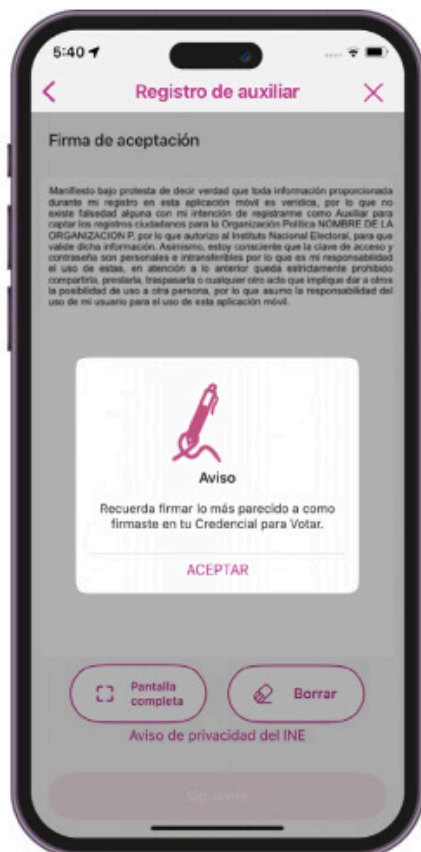 5:40
Registro de auxiliar
Firma de aceptación
Manifiesto bajo protesta de decir verdad que toda información proporcionada
durante mi registro en esta aplicación móvil es verídica, por lo que no
existe falsedad alguna con mi intención de registrarme como Auxiliar para
captar los registros ciudadanos para la Organización Política NOMBRE DE LA
ORGANIZACION P, por lo que autorizo al Instituto Nacional Electoral, para que
valide dicha información. Asimismo, estoy consciente que la clave de acceso y
contraseña son personales e intransferibles por lo que es mi responsabilidad
el uso de estas, en atención a lo anterior queda estrictamente prohibido
compartirla, prestarla, traspasarla o cualquier otro acto que implique dar a otros
la posibilidad de uso a otra persona, por lo que asumo la responsabilidad del
uso de mi usuario para el uso de esta aplicación móvil.
Aviso
Recuerda firmar lo más parecido a como
firmaste en tu Credencial para Votar.
ACEPTAR
Pantalla
completa
Borrar
Aviso de privacidad del INE
Siguiente